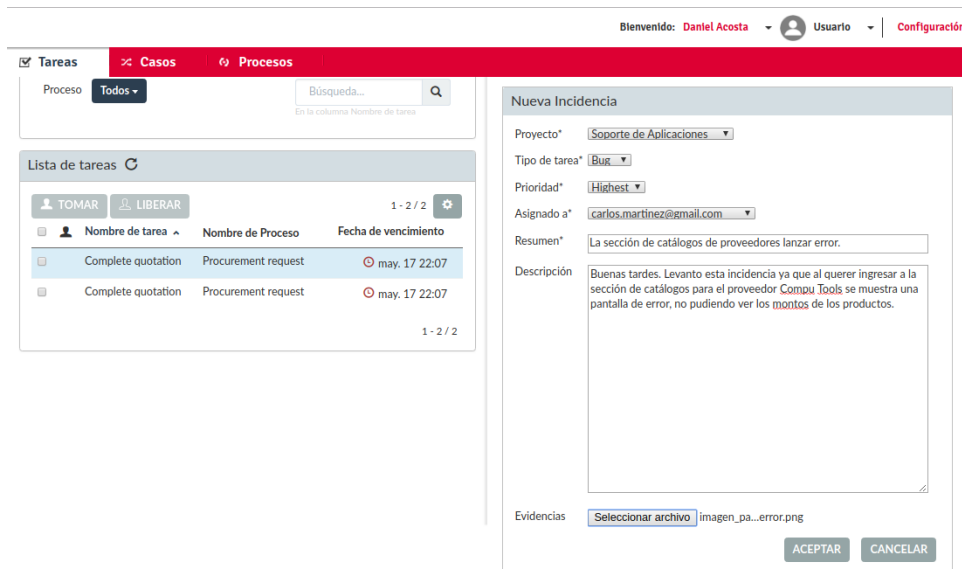 Bienvenido: Daniel Acosta Usuario Configuración
Tareas Casos Procesos
Proceso Todos Búsqueda...
En la columna Nombre de tarea
Lista de tareas
TOMAR LIBERAR 1 - 2 / 2
Nombre de tarea Nombre de Proceso Fecha de vencimiento
Complete quotation Procurement request may. 17 22:07
Complete quotation Procurement request may. 17 22:07
1 - 2 / 2
Nueva Incidencia
Proyecto* Soporte de Aplicaciones
Tipo de tarea* Bug
Prioridad* Highest
Asignado a* carlos.martinez@gmail.com
Resumen* La sección de catálogos de proveedores lanzar error.
Descripción Buenas tardes. Levanto esta incidencia ya que al querer ingresar a la
sección de catálogos para el proveedor Compu Tools se muestra una
pantalla de error, no pudiendo ver los montos de los productos.
Evidencias Seleccionar archivo imagen_pa...error.png
ACEPTAR CANCELAR